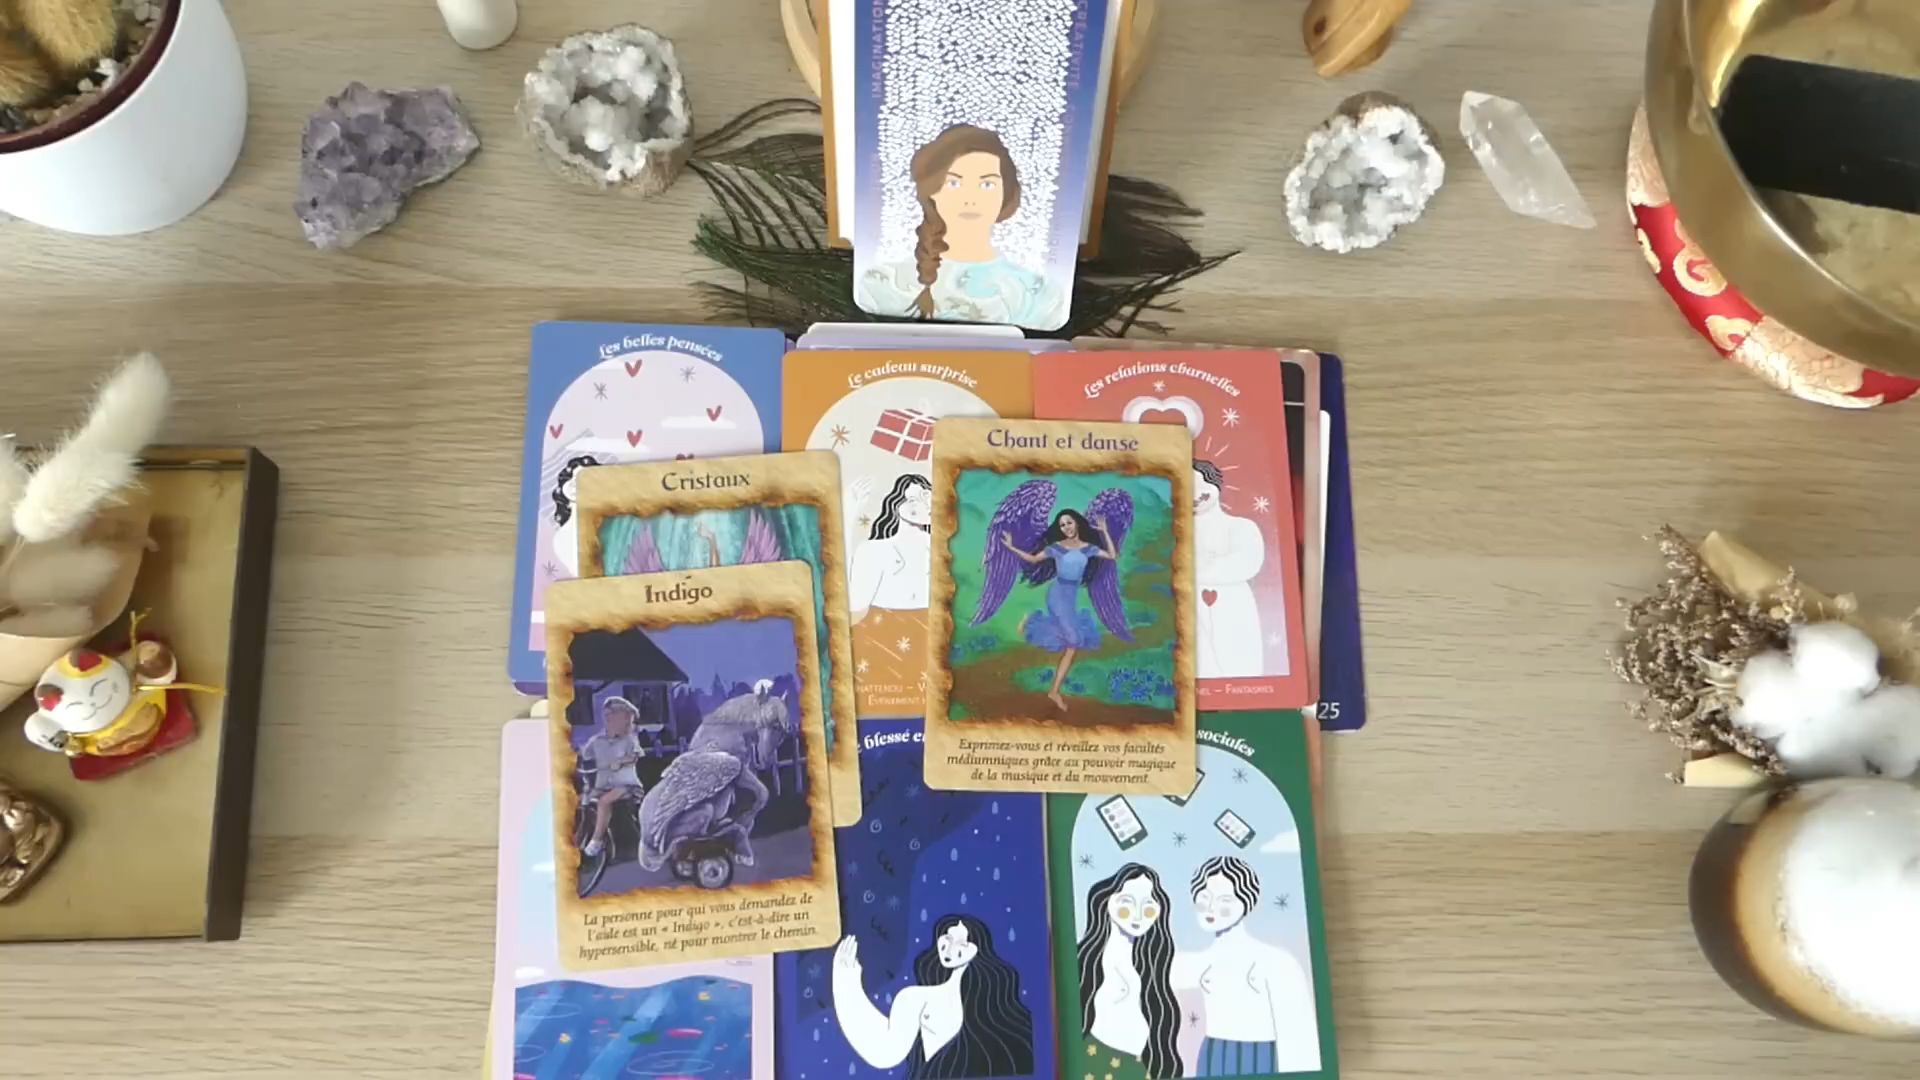 IMAGINATION
CRÉATIVITÉ
Les belles pensées
Le cadeau surprise
Les relations charnelles
Chant et danse
Cristaux
Indigo
Exprimez-vous et réveillez vos facultés
médiumniques grâce au pouvoir magique
de la musique et du mouvement.
La personne pour qui vous demandez de
l'aide est un « Indigo », c'est-à-dire un
hypersensible, né pour montrer le chemin.
blessé
sociales
– Fantasmes
25